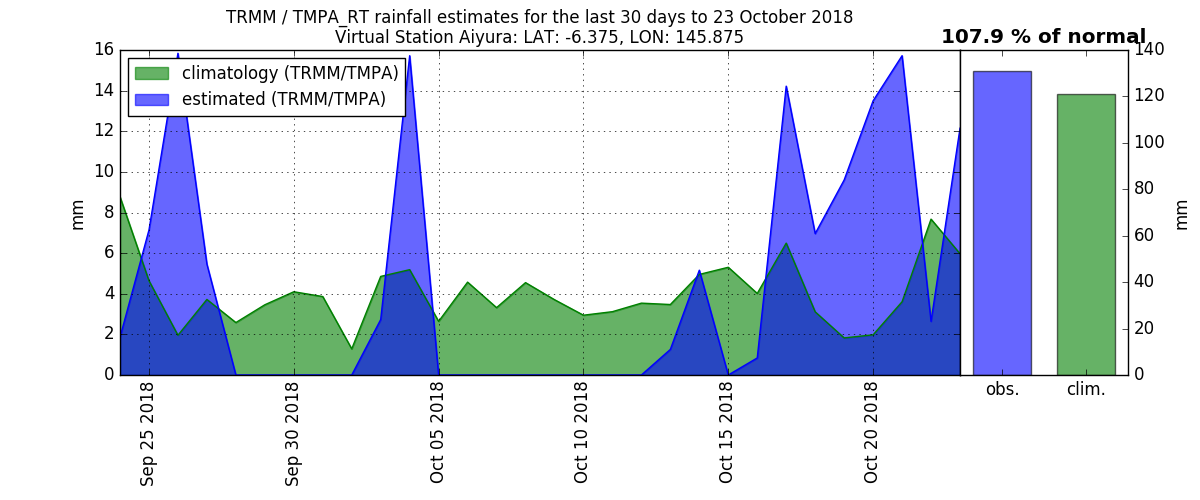 TRMM / TMPA_RT rainfall estimates for the last 30 days to 23 October 2018
Virtual Station Aiyura: LAT: -6.375, LON: 145.875
107.9 % of normal
climatology (TRMM/TMPA)
estimated (TRMM/TMPA)
mm
16
14
12
10
8
6
4
2
0
Sep 25 2018
Sep 30 2018
Oct 05 2018
Oct 10 2018
Oct 15 2018
Oct 20 2018
140
120
100
80
60
40
20
0
mm
obs.
clim.